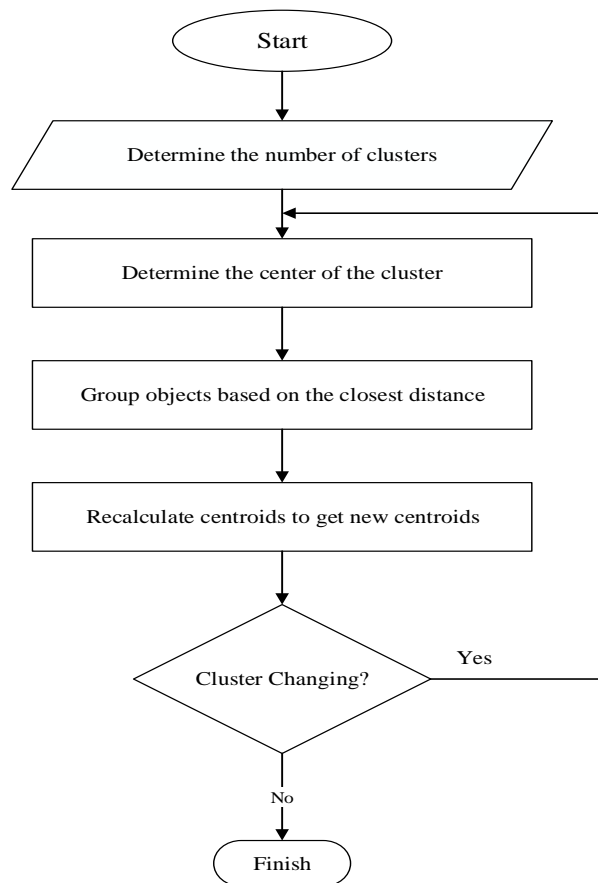 Start
Determine the number of clusters
Determine the center of the cluster
Group objects based on the closest distance
Recalculate centroids to get new centroids
Cluster Changing?
Yes
No
Finish